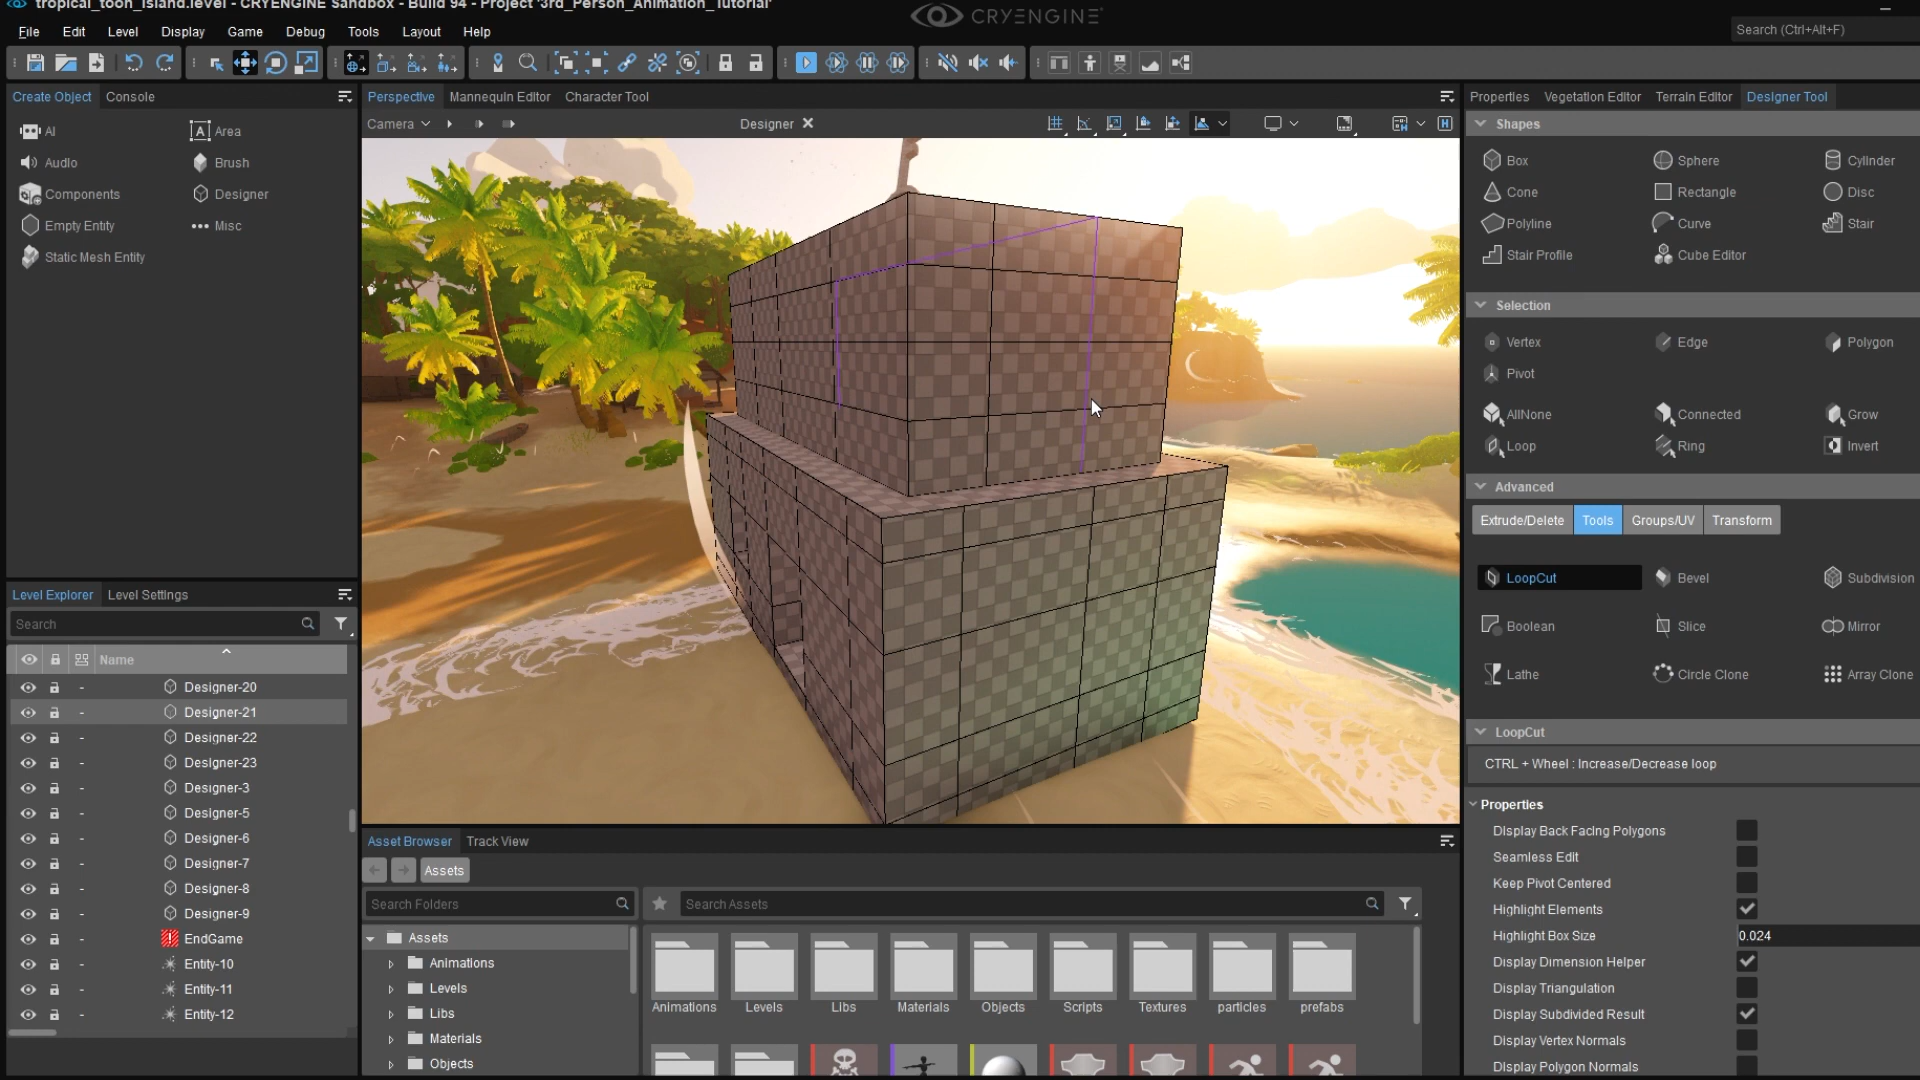 tropical_toon_island.level - CRYENGINE Sandbox - Build 94 - Project '3rd_Person_Animation_Tutorial'
CRYENGINE
File Edit Level Display Game Debug Tools Layout Help
Search (Ctrl+Alt+F)
Create Object Console
AI
Area
Audio
Brush
Components
Designer
Empty Entity
Misc
Static Mesh Entity
Perspective Mannequin Editor Character Tool
Camera
Designer
Properties Vegetation Editor Terrain Editor Designer Tool
Shapes
Box Sphere Cylinder
Cone Rectangle Disc
Polyline Curve Stair
Stair Profile Cube Editor
Selection
Vertex Edge Polygon
Pivot
AllNone Connected Grow
Loop Ring Invert
Advanced
Extrude/Delete Tools Groups/UV Transform
LoopCut Bevel Subdivision
Boolean Slice Mirror
Lathe Circle Clone Array Clone
LoopCut
CTRL + Wheel : Increase/Decrease loop
Properties
Display Back Facing Polygons
Seamless Edit
Keep Pivot Centered
Highlight Elements
Highlight Box Size 0.024
Display Dimension Helper
Display Triangulation
Display Subdivided Result
Display Vertex Normals
Display Polygon Normals
Level Explorer Level Settings
Search
Name
Designer-20
Designer-21
Designer-22
Designer-23
Designer-3
Designer-5
Designer-6
Designer-7
Designer-8
Designer-9
EndGame
Entity-10
Entity-11
Entity-12
Asset Browser Track View
Assets
Search Folders
Search Assets
Assets
Animations
Levels
Libs
Materials
Objects
Animations Levels Libs Materials Objects Scripts Textures particles prefabs